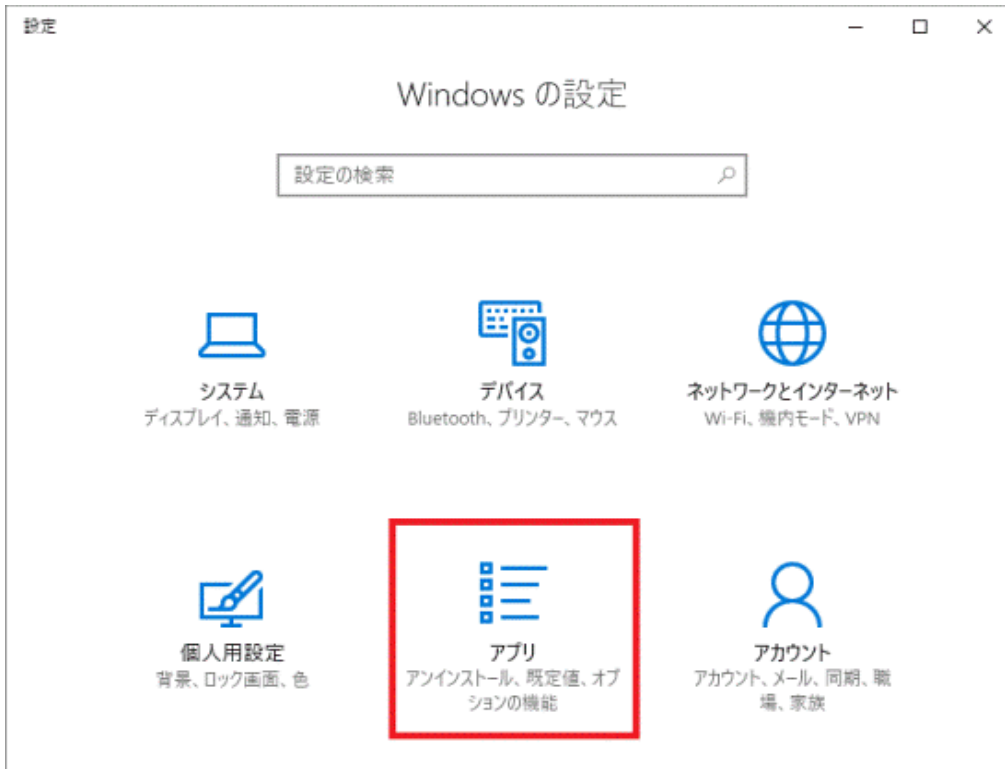 設定
Windows の設定
設定の検索
システム
ディスプレイ、通知、電源
デバイス
Bluetooth、プリンター、マウス
ネットワークとインターネット
Wi-Fi、機内モード、VPN
個人用設定
背景、ロック画面、色
アプリ
アンインストール、既定値、オプ
ションの機能
アカウント
アカウント、メール、同期、職
場、家族